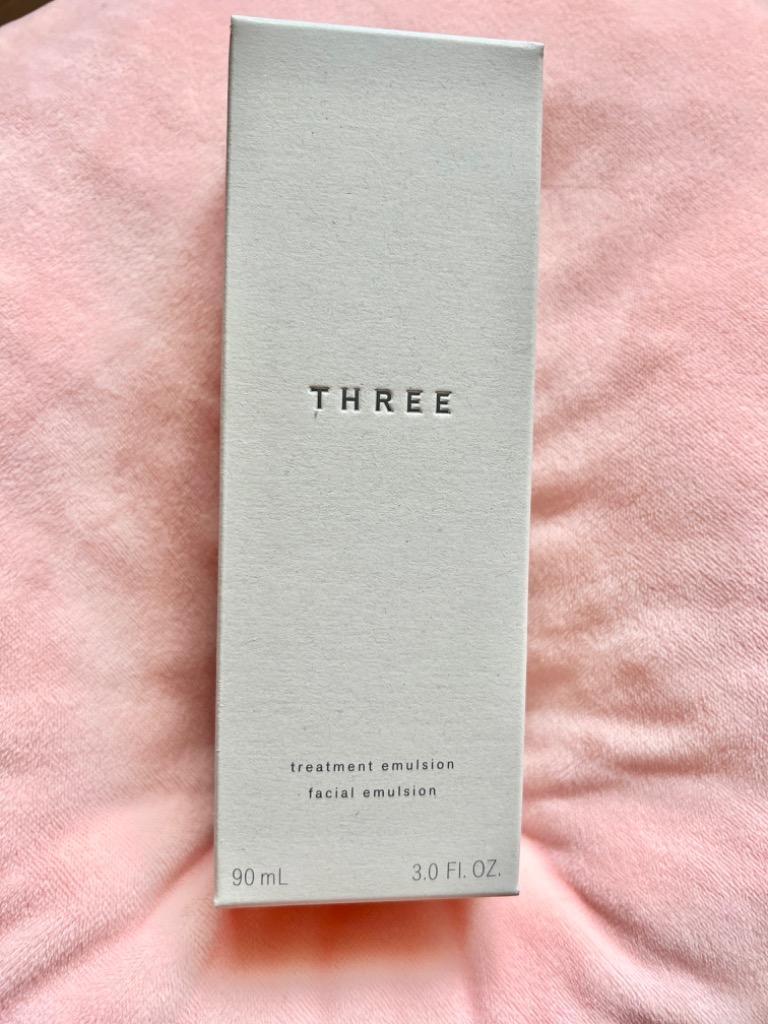 THREE
treatment emulsion
facial emulsion
90 mL 3.0 Fl. OZ.